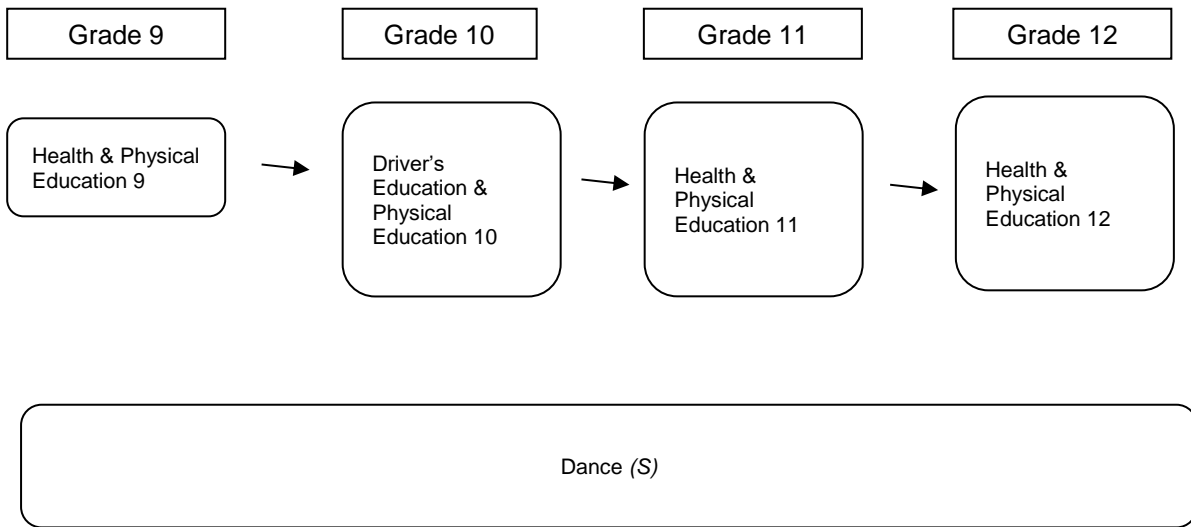 Grade 9
Grade 10
Grade 11
Grade 12
Health & Physical
Education 9
Driver's
Education &
Physical
Education 10
Health &
Physical
Education 11
Health &
Physical
Education 12
Dance (S)